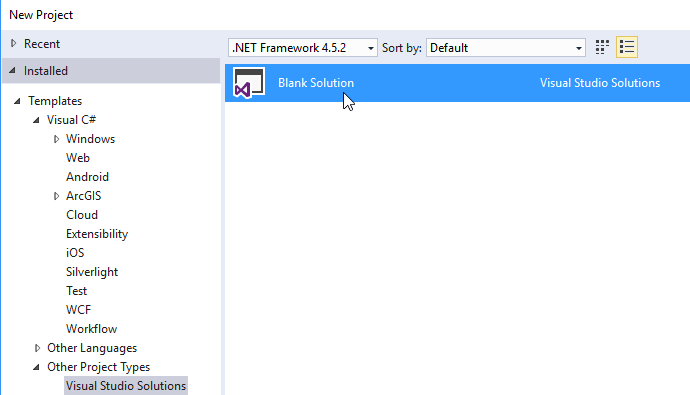 New Project
Recent
.NET Framework 4.5.2 Sort by: Default
Installed
Blank Solution Visual Studio Solutions
Templates
Visual C#
Windows
Web
Android
ArcGIS
Cloud
Extensibility
iOS
Silverlight
Test
WCF
Workflow
Other Languages
Other Project Types
Visual Studio Solutions